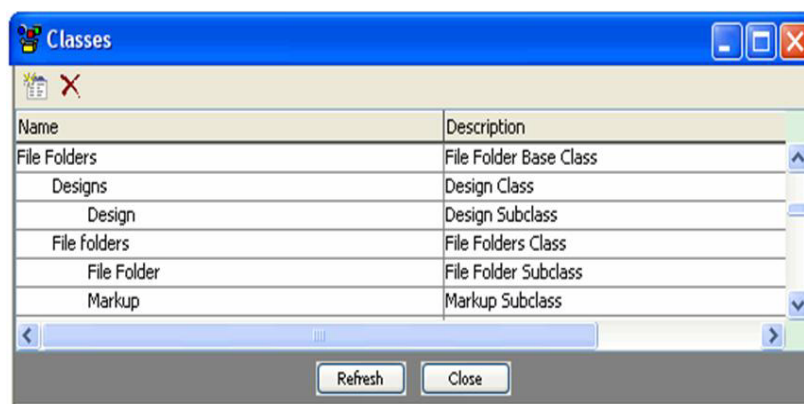 Classes
Name Description
File Folders File Folder Base Class
Designs Design Class
Design Design Subclass
File folders File Folders Class
File Folder File Folder Subclass
Markup Markup Subclass
Refresh Close